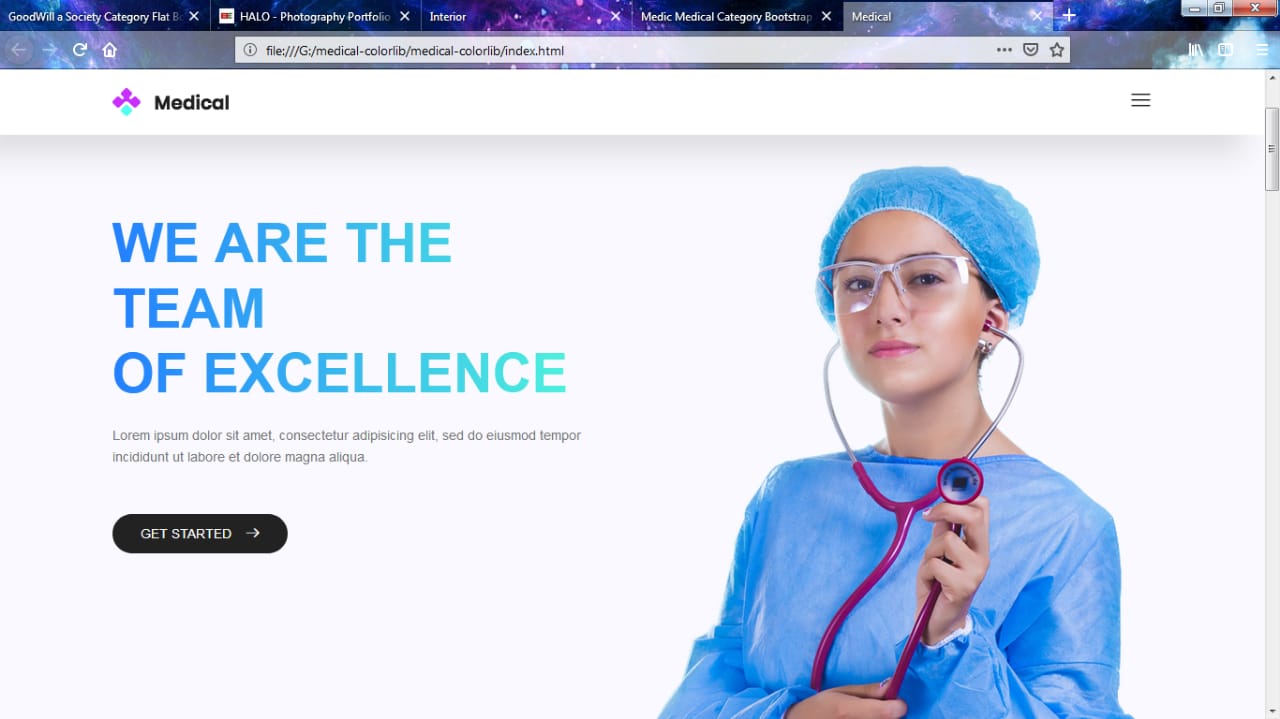 GoodWill a Society Category Flat B
HALO - Photography Portfolio
Interior
Medic Medical Category Bootstrap
Medical
file:///G:/medical-colorlib/medical-colorlib/index.html
Medical
WE ARE THE
TEAM
OF EXCELLENCE
Lorem ipsum dolor sit amet, consectetur adipisicing elit, sed do eiusmod tempor
incididunt ut labore et dolore magna aliqua.
GET STARTED